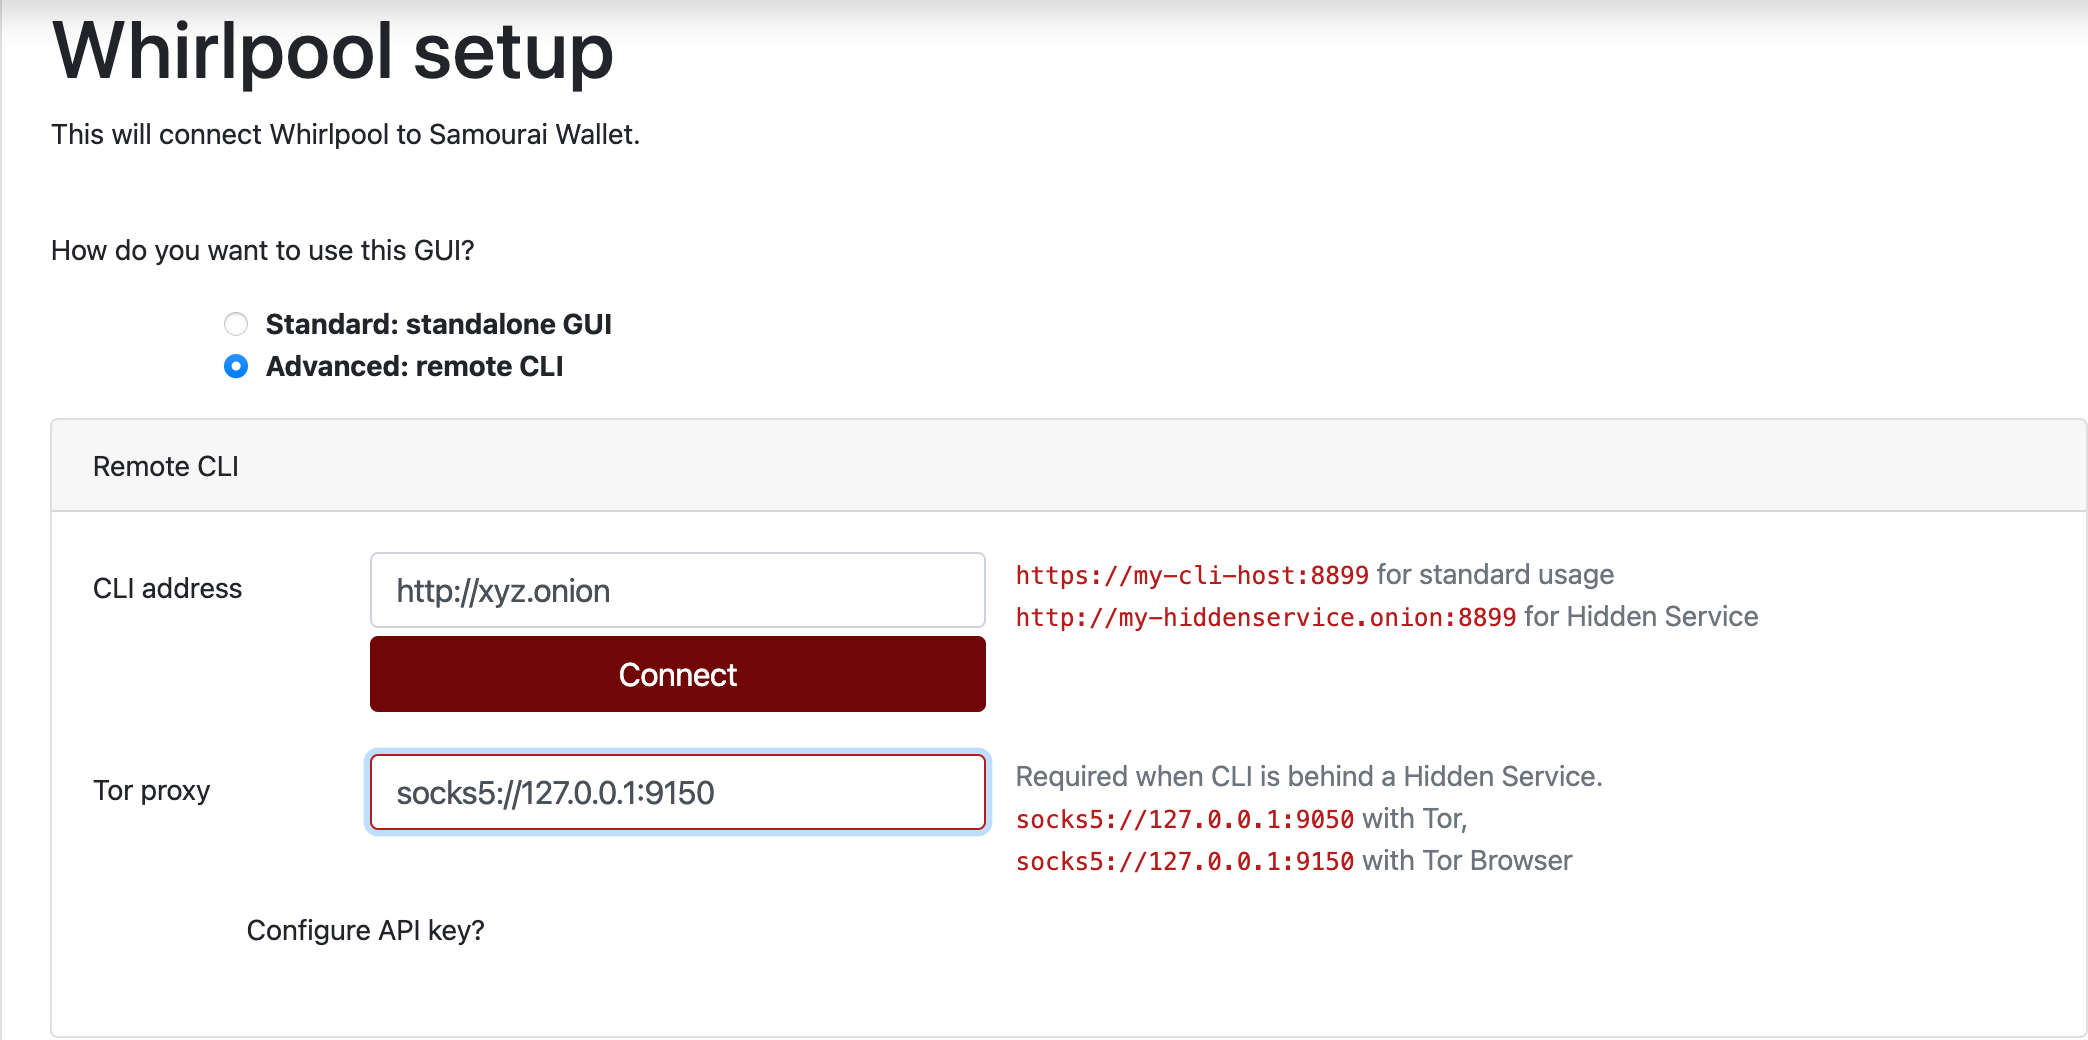 Whirlpool setup
This will connect Whirlpool to Samourai Wallet.
How do you want to use this GUI?
Standard: standalone GUI
Advanced: remote CLI
Remote CLI
CLI address
http://xyz.onion
https://my-cli-host:8899 for standard usage
http://my-hiddenservice.onion:8899 for Hidden Service
Connect
Tor proxy
socks5://127.0.0.1:9150
Required when CLI is behind a Hidden Service.
socks5://127.0.0.1:9050 with Tor,
socks5://127.0.0.1:9150 with Tor Browser
Configure API key?